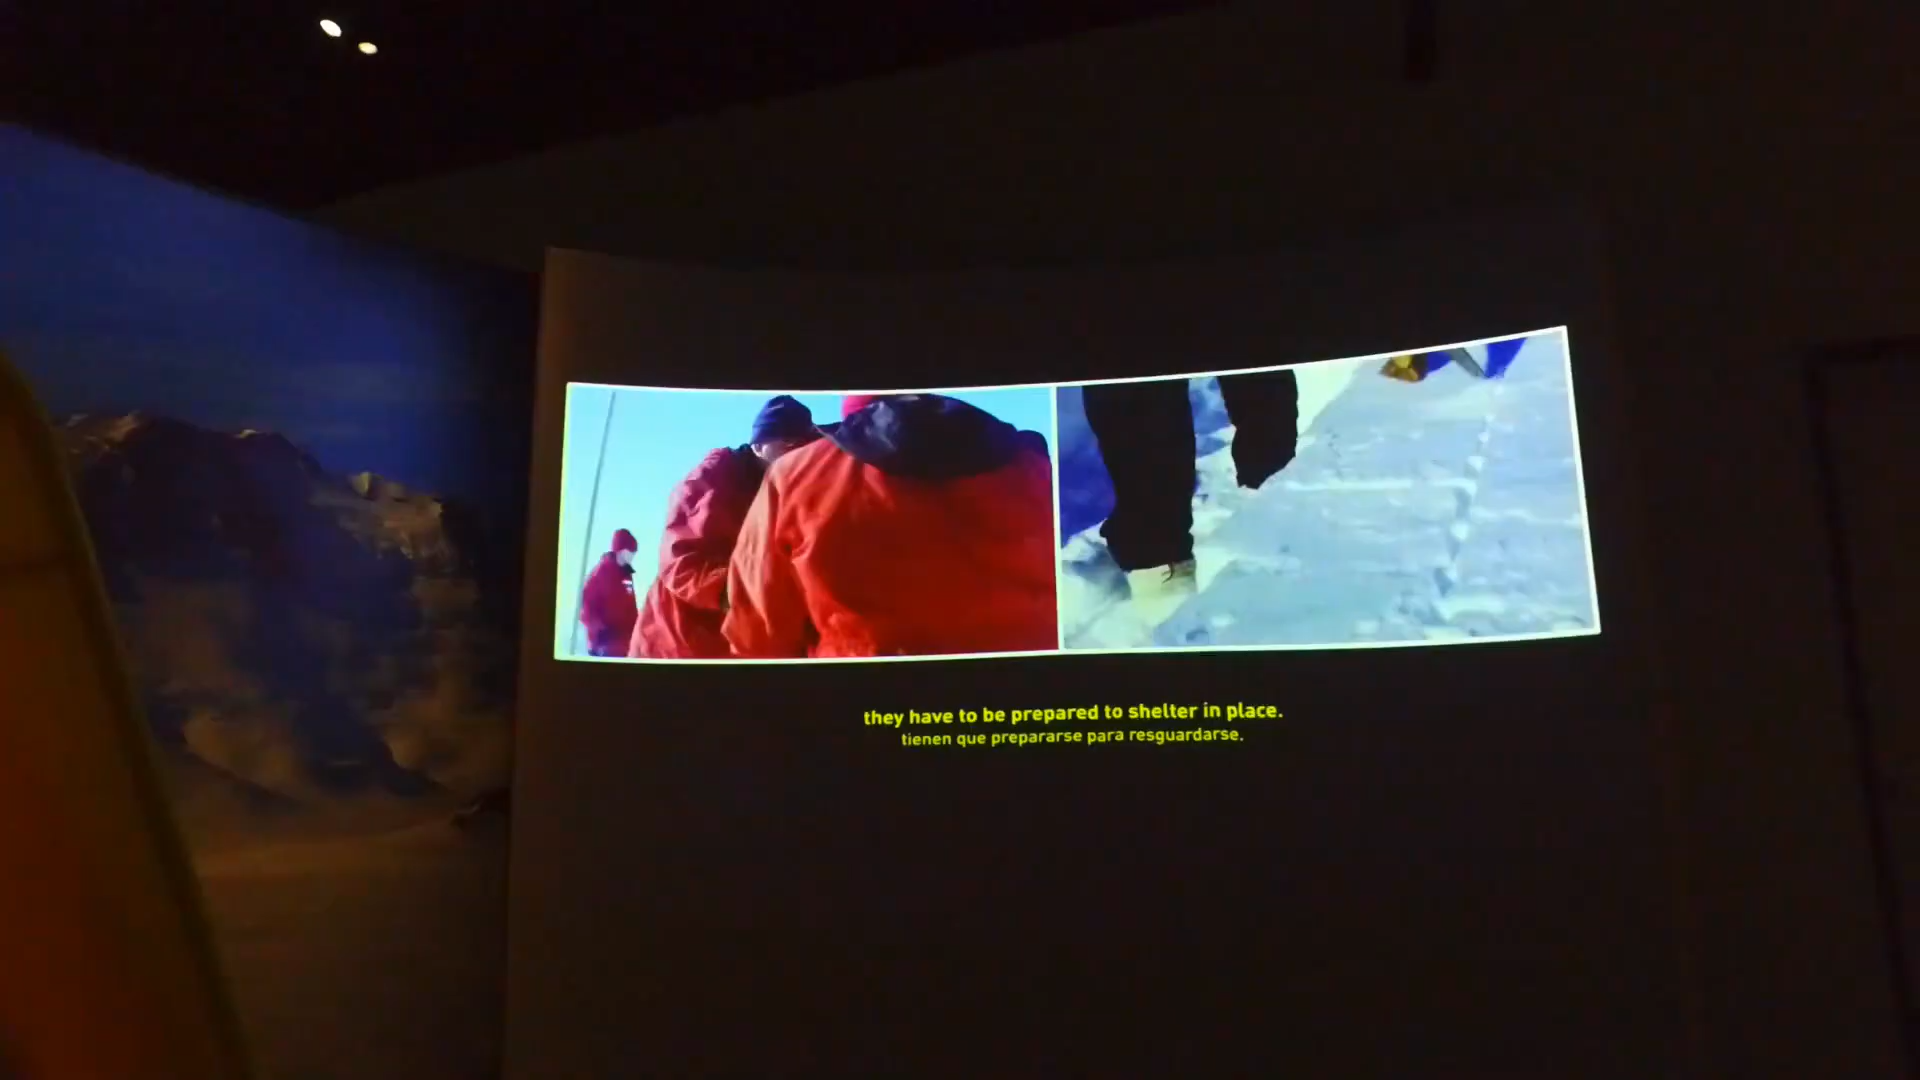 they have to be prepared to shelter in place.
tienen que prepararse para resguardarse.